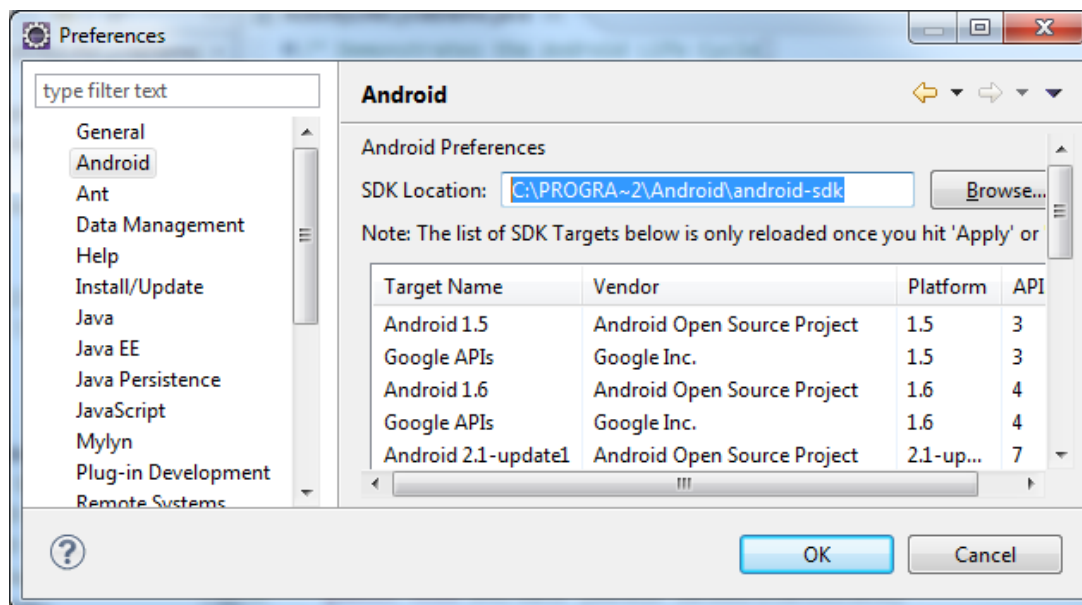 Preferences
type filter text
General
Android
Ant
Data Management
Help
Install/Update
Java
Java EE
Java Persistence
JavaScript
Mylyn
Plug-in Development
Remote Systems
Android
Android Preferences
SDK Location: C:\PROGRA~2\Android\android-sdk Browse...
Note: The list of SDK Targets below is only reloaded once you hit 'Apply' or
Target Name Vendor Platform API
Android 1.5 Android Open Source Project 1.5 3
Google APIs Google Inc. 1.5 3
Android 1.6 Android Open Source Project 1.6 4
Google APIs Google Inc. 1.6 4
Android 2.1-update1 Android Open Source Project 2.1-up... 7
OK Cancel